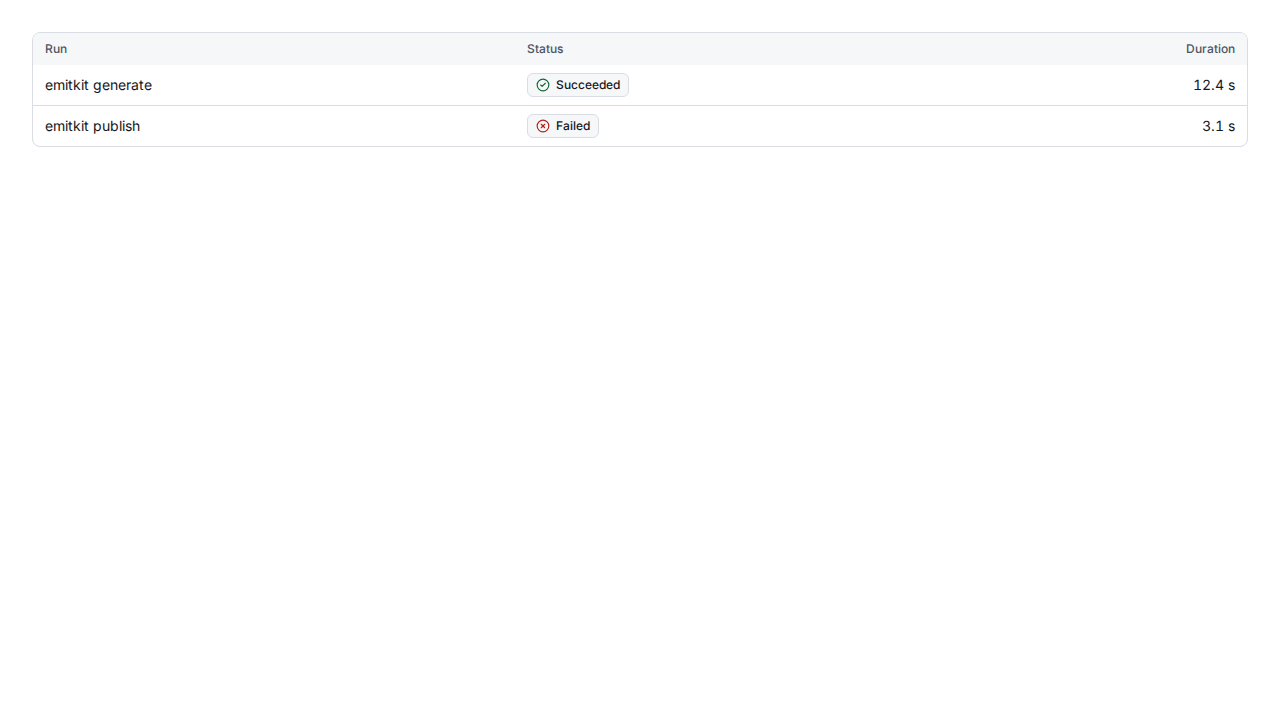 Run Status Duration
emitkit generate Succeeded 12.4 s
emitkit publish Failed 3.1 s